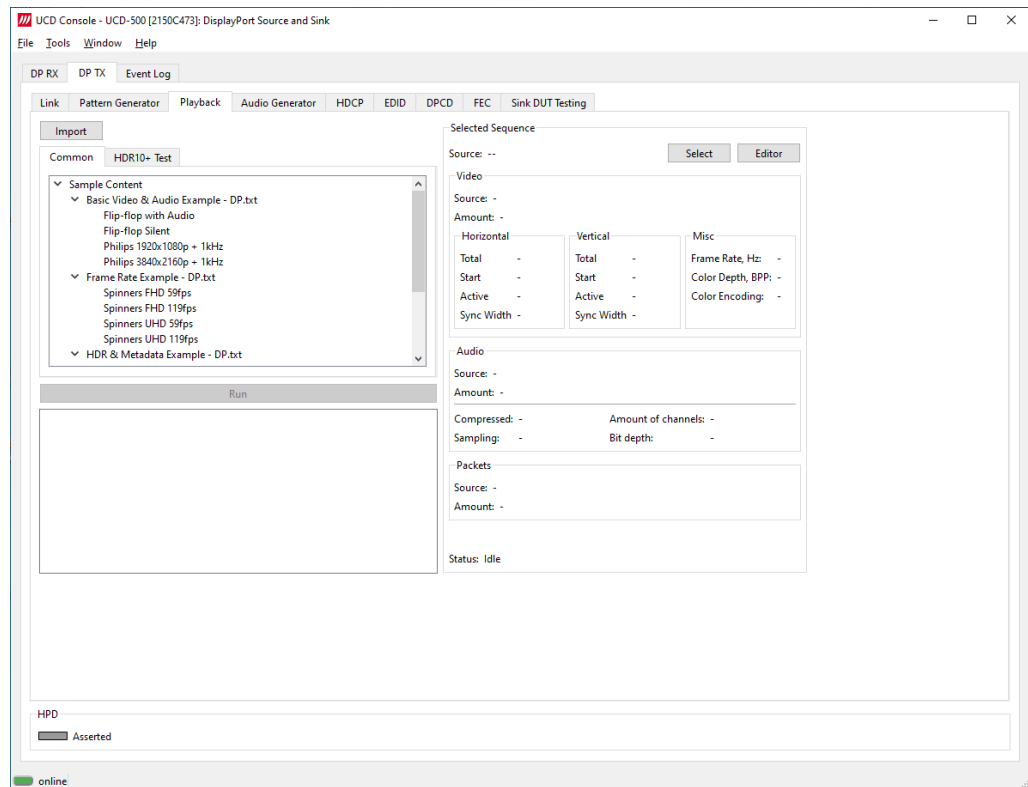 UCD Console - UCD-500 [2150C473]: DisplayPort Source and Sink
File Tools Window Help
DP RX DP TX Event Log
Link Pattern Generator Playback Audio Generator HDCP EDID DPCD FEC Sink DUT Testing
Import
Common HDR10+ Test
Sample Content
Basic Video & Audio Example - DP.txt
Flip-flop with Audio
Flip-flop Silent
Philips 1920x1080p + 1kHz
Philips 3840x2160p + 1kHz
Frame Rate Example - DP.txt
Spinners FHD 59fps
Spinners FHD 119fps
Spinners UHD 59fps
Spinners UHD 119fps
HDR & Metadata Example - DP.txt
Run
Selected Sequence
Source: -- Select Editor
Video
Source: -
Amount: -
Horizontal Vertical Misc
Total - Total - Frame Rate, Hz: -
Start - Start - Color Depth, BPP: -
Active - Active - Color Encoding: -
Sync Width - Sync Width -
Audio
Source: -
Amount: -
Compressed: - Amount of channels: -
Sampling: - Bit depth: -
Packets
Source: -
Amount: -
Status: Idle
HPD
Asserted
online